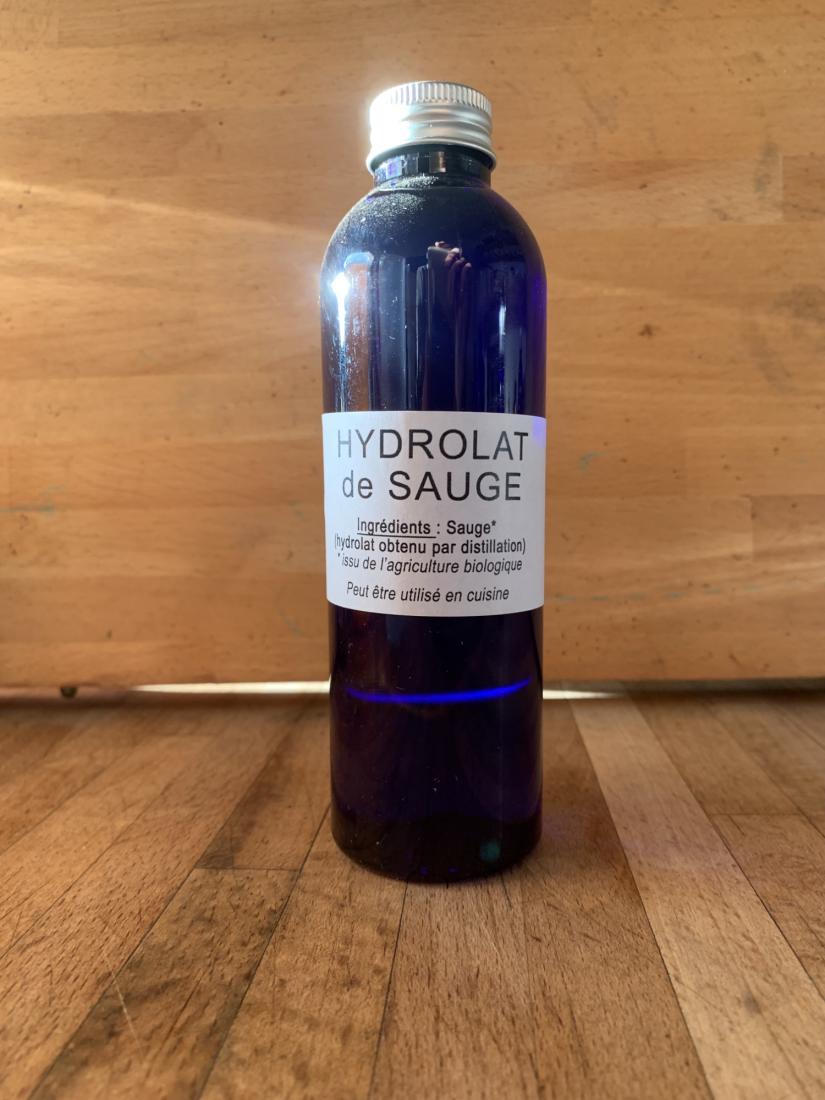 HYDROLAT
de SAUGE
Ingrédients : Sauge*
(hydrolat obtenu par distillation)
* issu de l'agriculture biologique
Peut être utilisé en cuisine